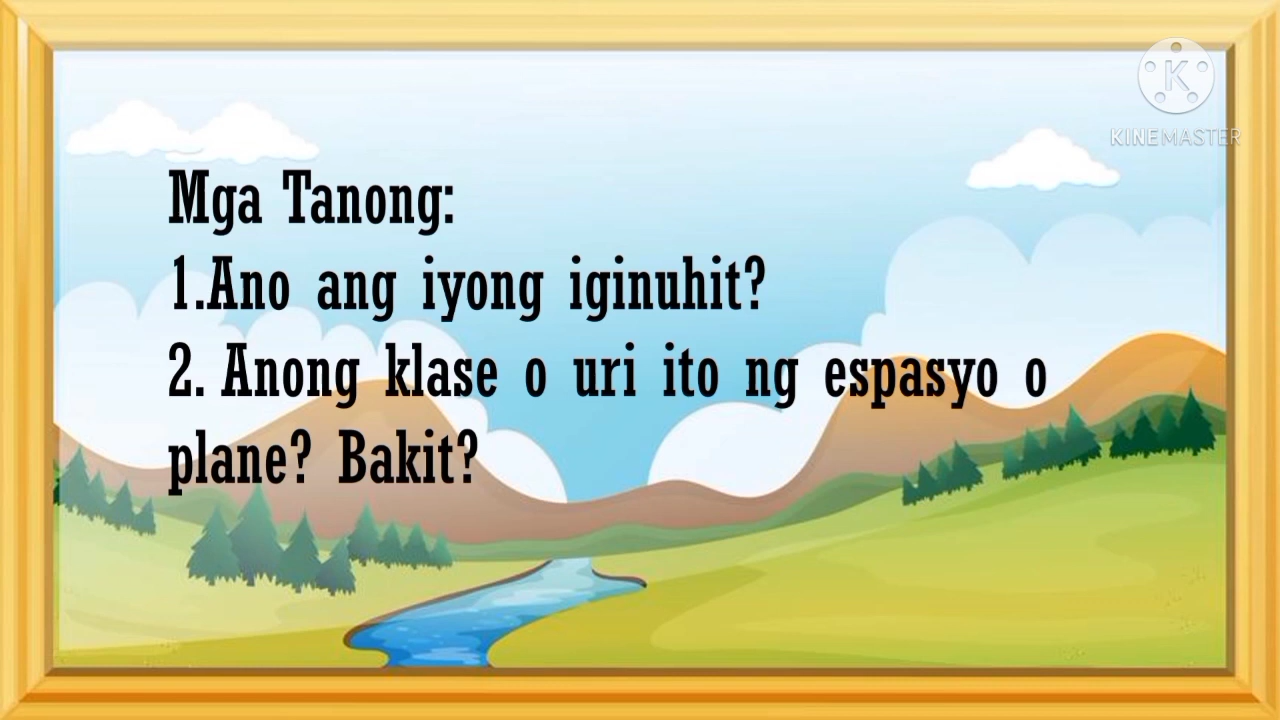 KINEMASTER
Mga Tanong:
1.Ano ang iyong iginuhit?
2. Anong klase o uri ito ng espasyo o
plane? Bakit?